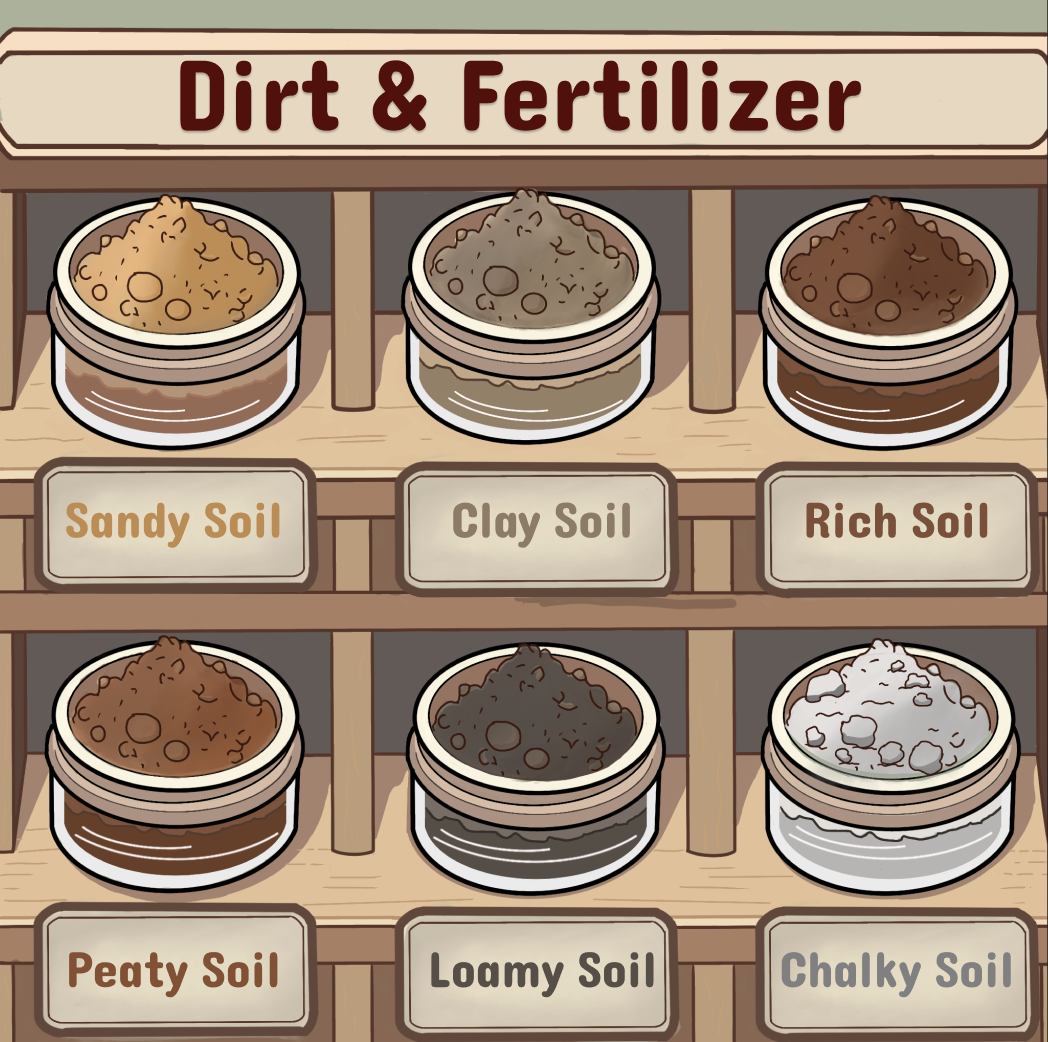 Dirt & Fertilizer
Sandy Soil
Clay Soil
Rich Soil
Peaty Soil
Loamy Soil
Chalky Soil